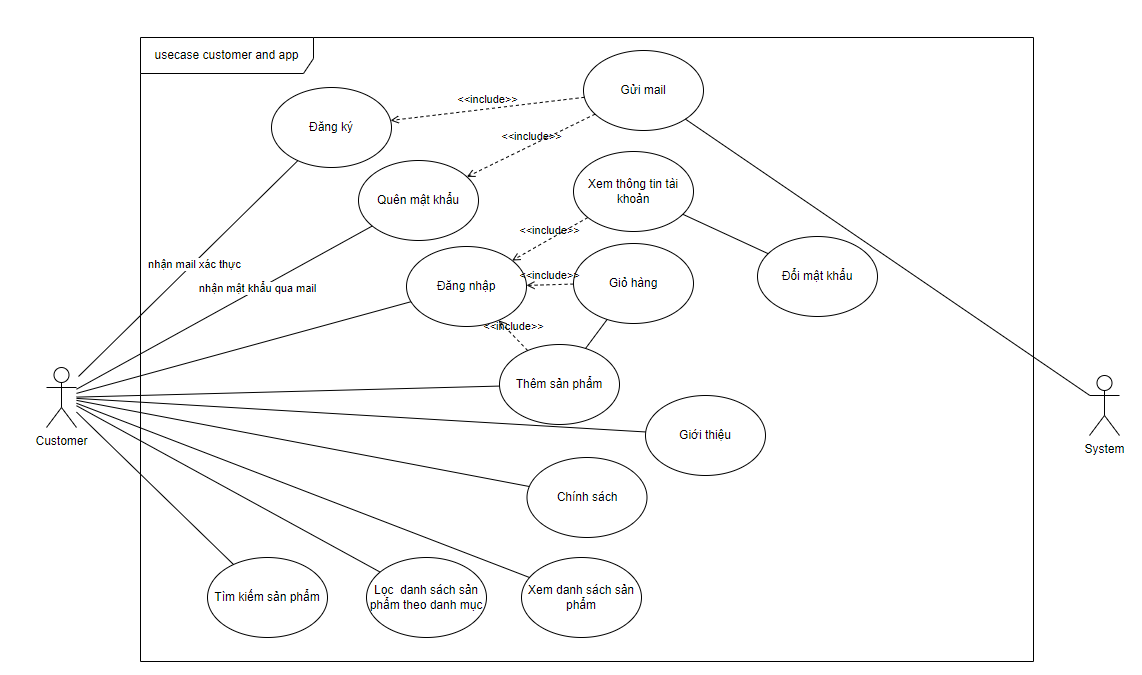 usecase customer and app
Gửi mail
<<include>>
Đăng ký
<<include>>
Xem thông tin tài
khoản
Quên mật khẩu
<<include>>
nhận mail xác thực
<<include>>
Đổi mật khẩu
Giỏ hàng
Đăng nhập
nhận mật khẩu qua mail
<<include>>
Thêm sản phẩm
Giới thiệu
Customer
System
Chính sách
Tìm kiếm sản phẩm
Lọc danh sách sản
phẩm theo danh mục
Xem danh sách sản
phẩm